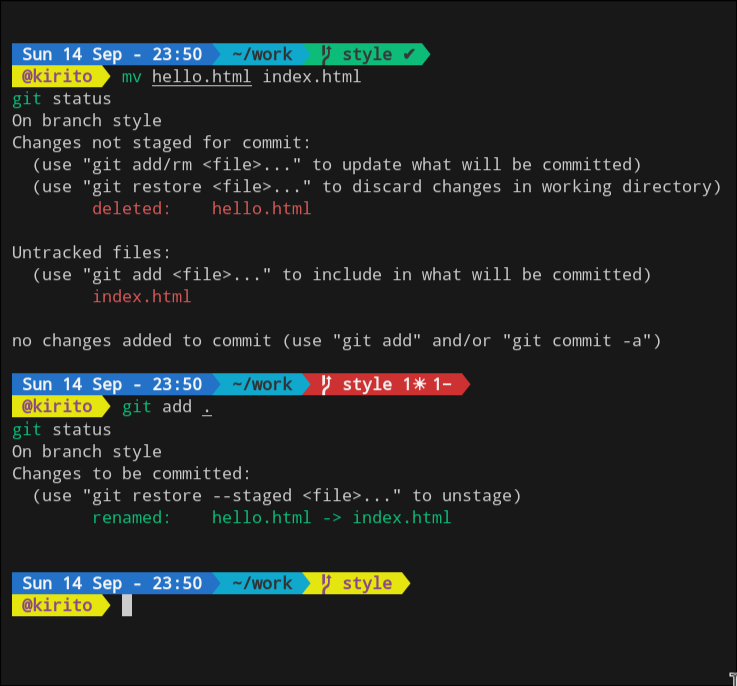 Sun 14 Sep - 23:50 ~/work style ✔
@kirito mv hello.html index.html
git status
On branch style
Changes not staged for commit:
  (use "git add/rm <file>..." to update what will be committed)
  (use "git restore <file>..." to discard changes in working directory)
        deleted:    hello.html

Untracked files:
  (use "git add <file>..." to include in what will be committed)
        index.html

no changes added to commit (use "git add" and/or "git commit -a")

Sun 14 Sep - 23:50 ~/work style 1☀ 1−
@kirito git add .
git status
On branch style
Changes to be committed:
  (use "git restore --staged <file>..." to unstage)
        renamed:    hello.html -> index.html

Sun 14 Sep - 23:50 ~/work style
@kirito